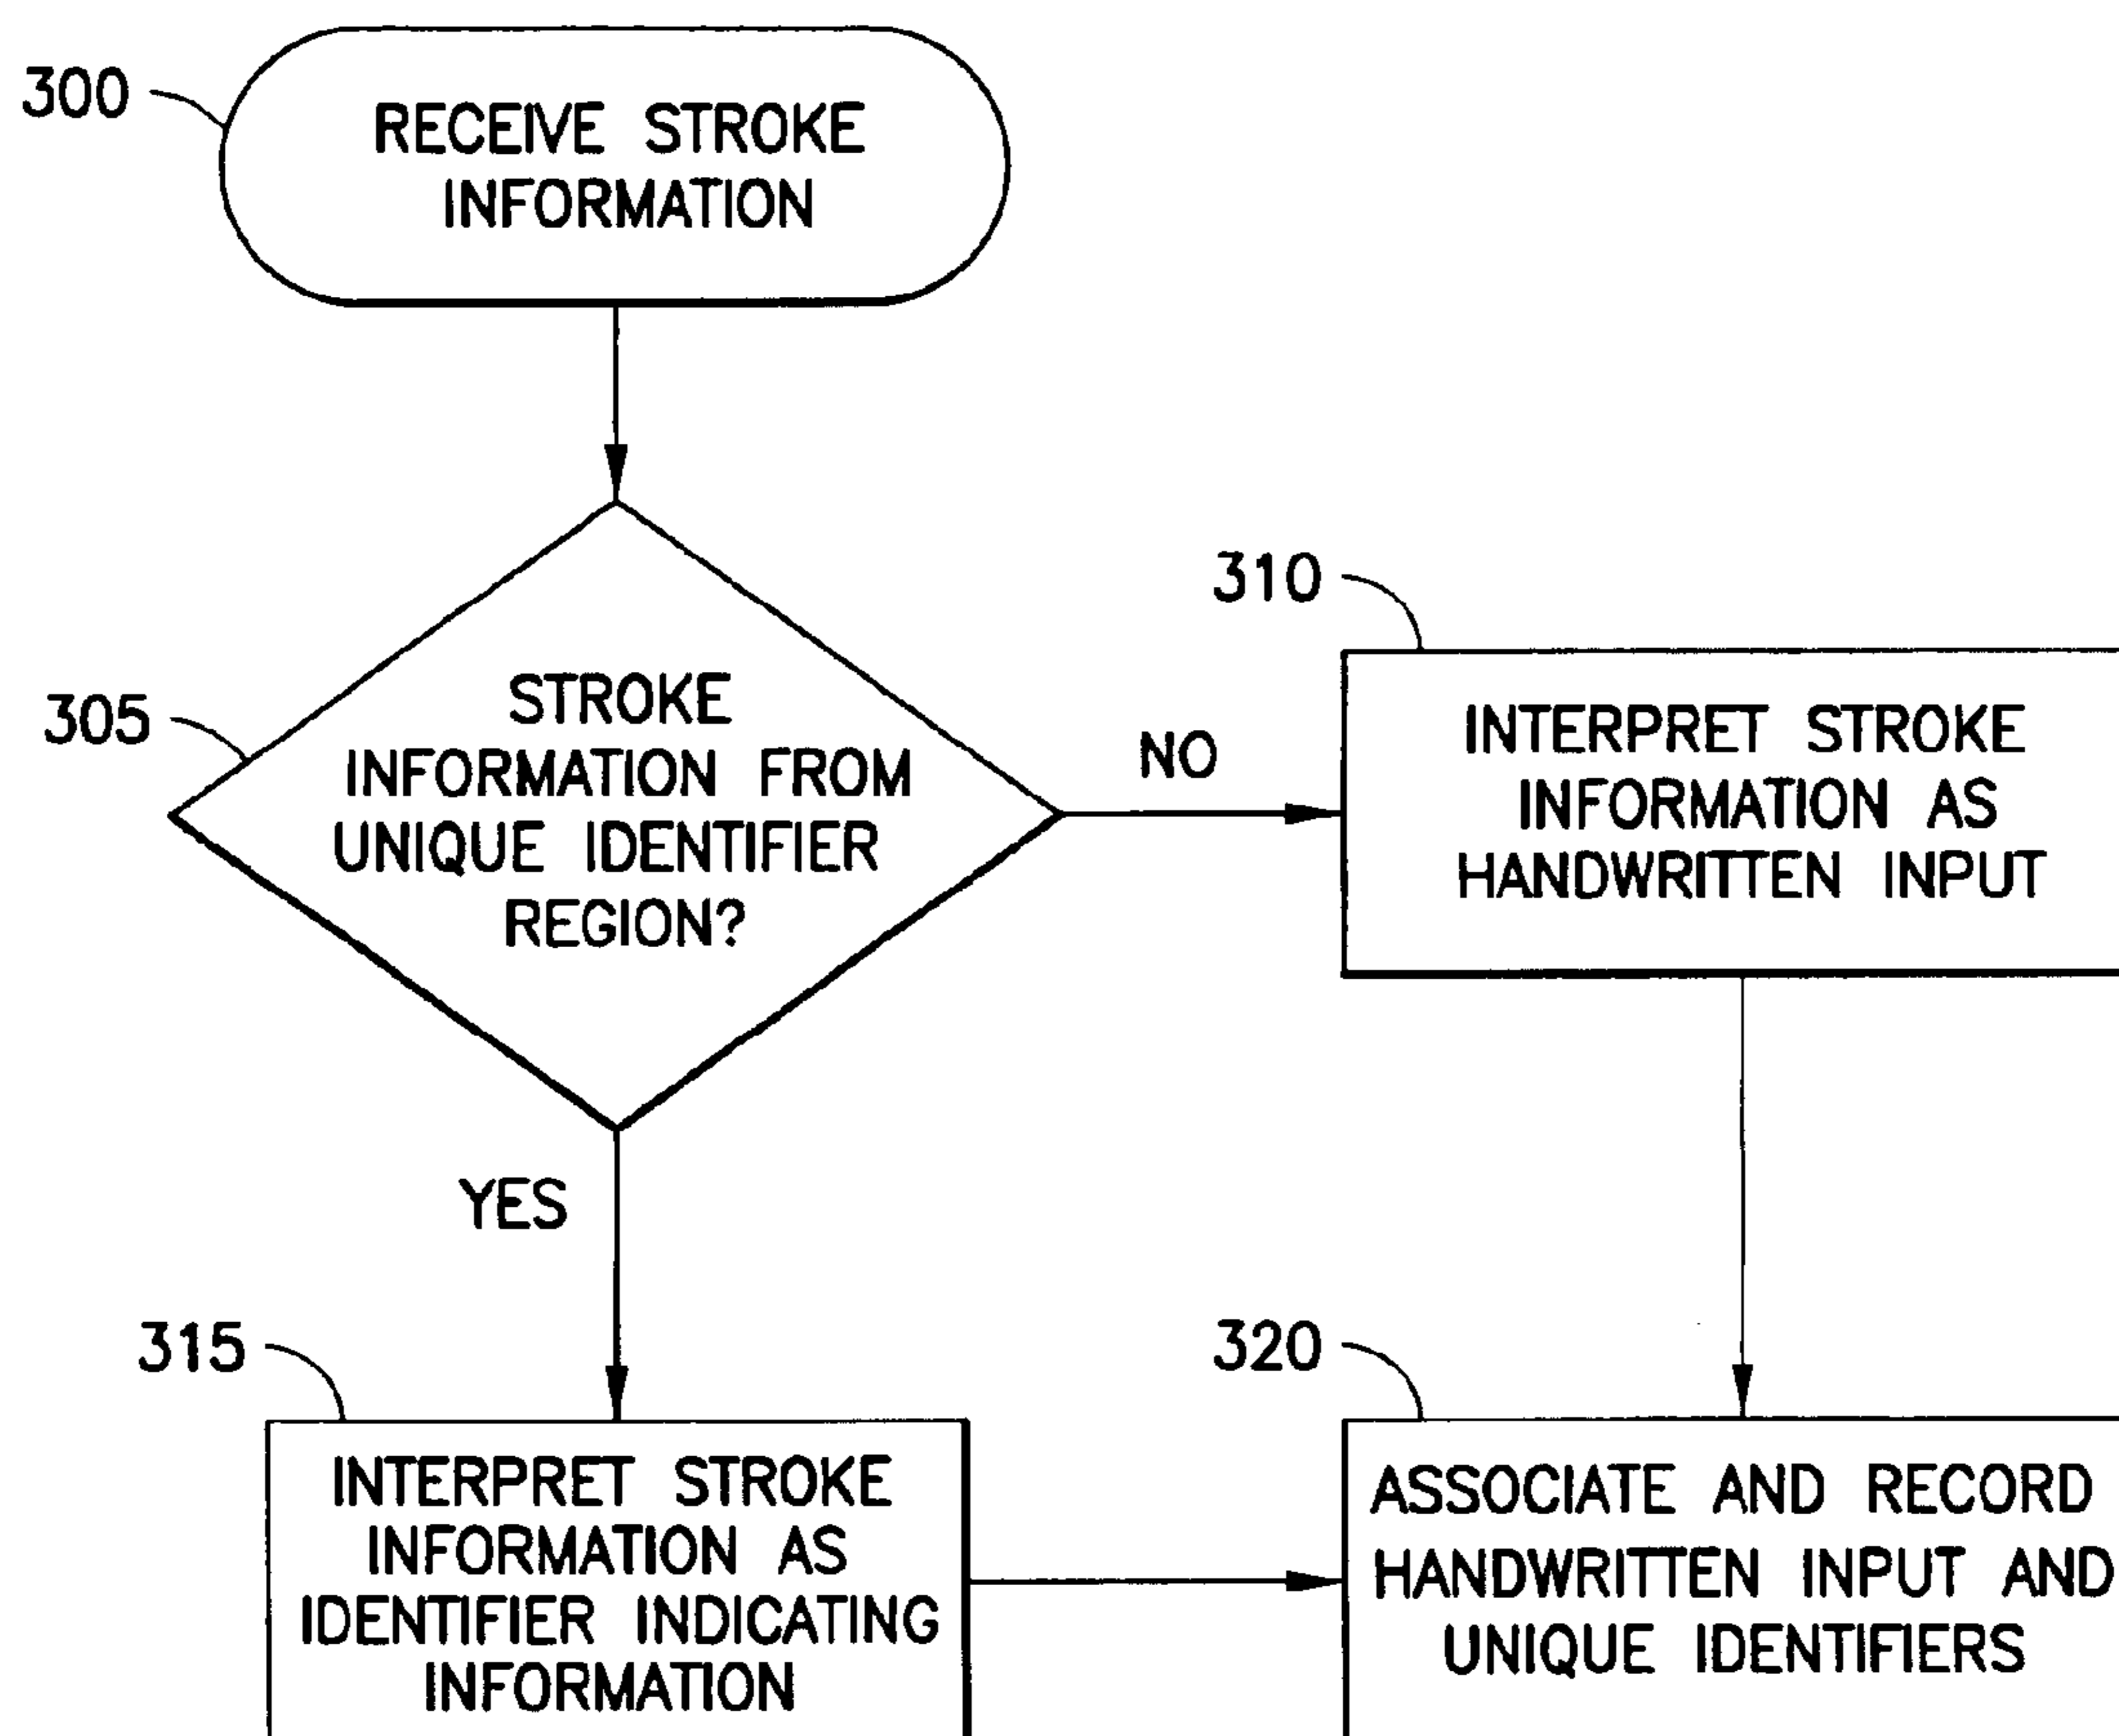 300
RECEIVE STROKE
INFORMATION
305
STROKE
INFORMATION FROM
UNIQUE IDENTIFIER
REGION?
NO
310
INTERPRET STROKE
INFORMATION AS
HANDWRITTEN INPUT
YES
315
INTERPRET STROKE
INFORMATION AS
IDENTIFIER INDICATING
INFORMATION
320
ASSOCIATE AND RECORD
HANDWRITTEN INPUT AND
UNIQUE IDENTIFIERS